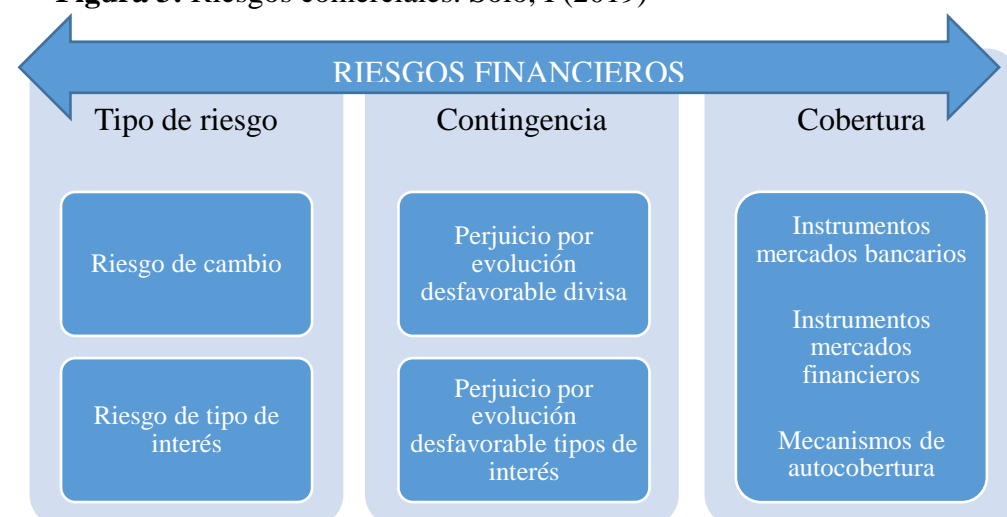 Figura 3: Riesgos comerciales. Soló, I (2019)
RIESGOS FINANCIEROS
Tipo de riesgo
Contingencia
Cobertura
Riesgo de cambio
Perjuicio por
evolución
desfavorable divisa
Instrumentos
mercados bancarios
Instrumentos
mercados
financieros
Mecanismos de
autocobertura
Riesgo de tipo de
interés
Perjuicio por
evolución
desfavorable tipos de
interés